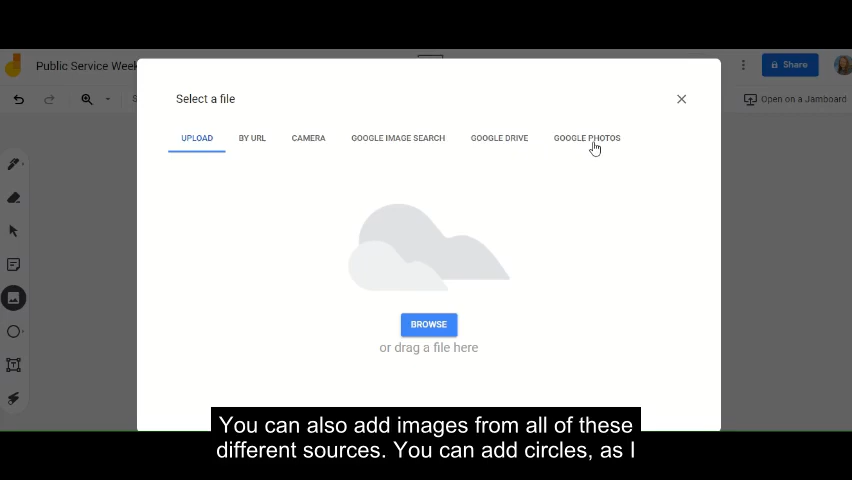 Public Service Week
Share
Select a file
Open on a Jamboard
UPLOAD BY URL CAMERA GOOGLE IMAGE SEARCH GOOGLE DRIVE GOOGLE PHOTOS
BROWSE
or drag a file here
You can also add images from all of these
different sources. You can add circles, as I